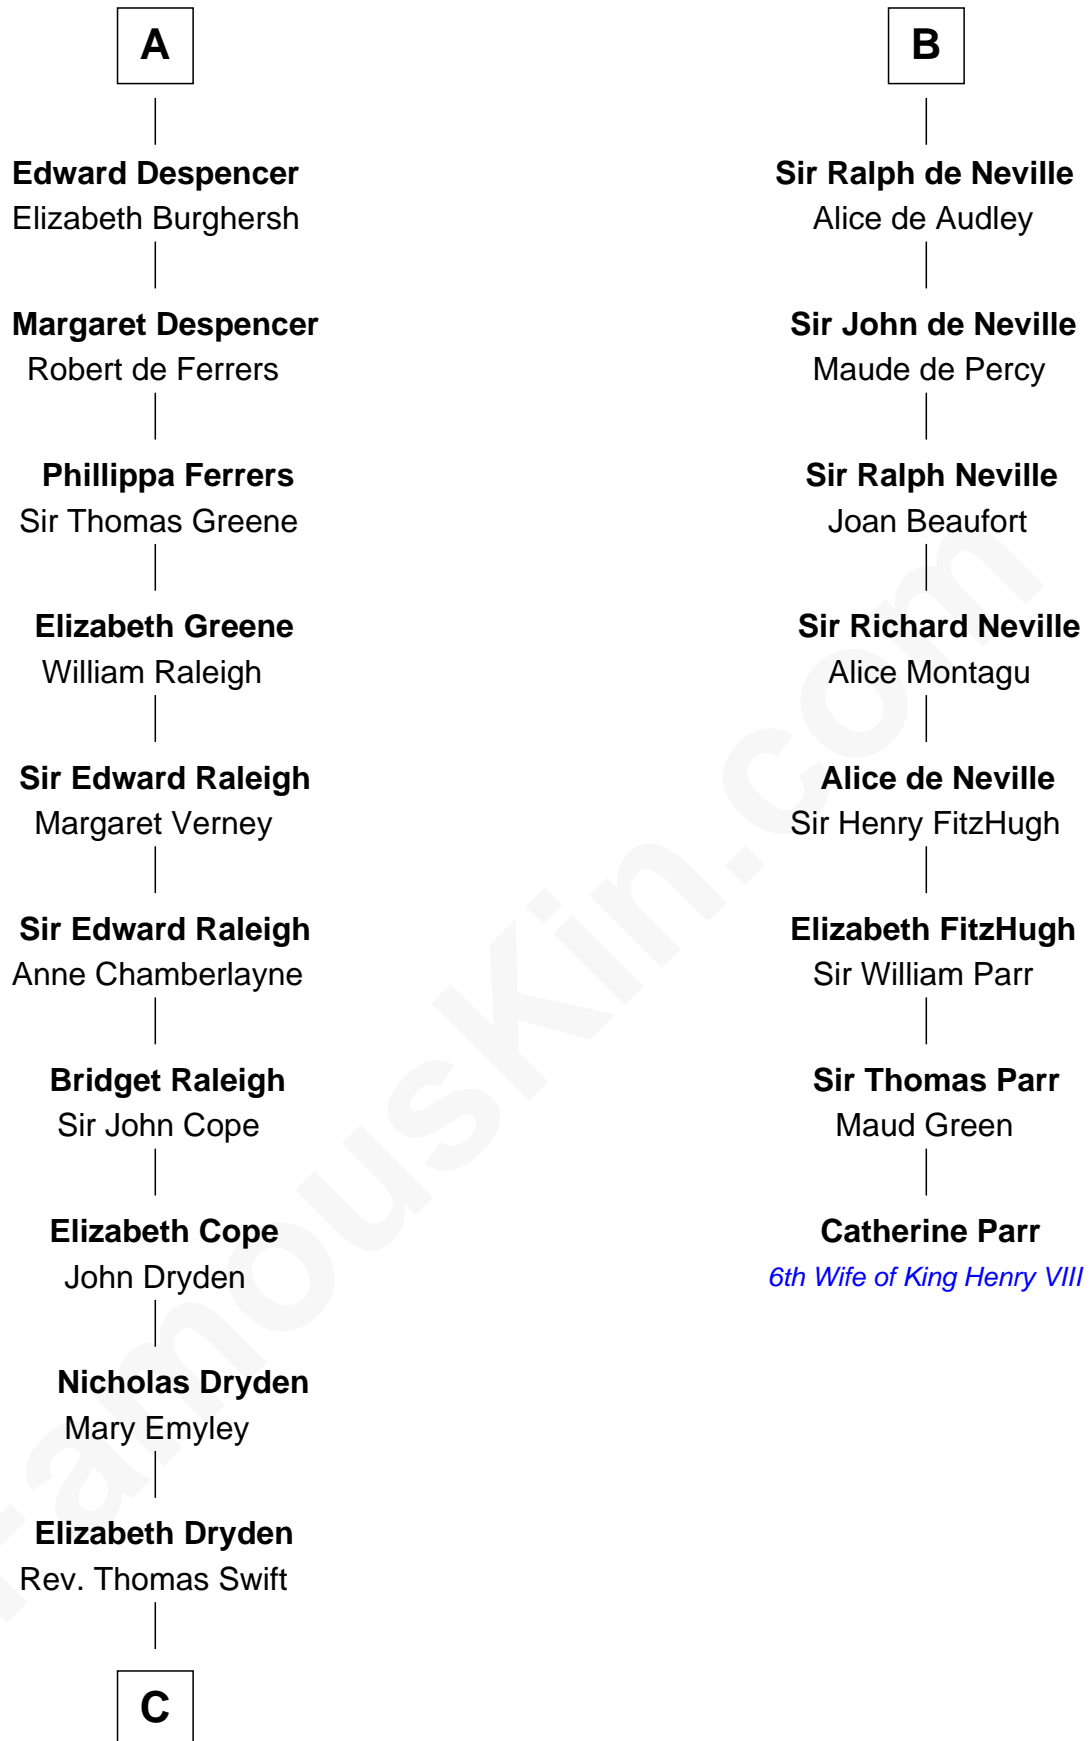 A
Edward Despencer
Elizabeth Burghersh
Margaret Despencer
Robert de Ferrers
Phillippa Ferrers
Sir Thomas Greene
Elizabeth Greene
William Raleigh
Sir Edward Raleigh
Margaret Verney
Sir Edward Raleigh
Anne Chamberlayne
Bridget Raleigh
Sir John Cope
Elizabeth Cope
John Dryden
Nicholas Dryden
Mary Emyley
Elizabeth Dryden
Rev. Thomas Swift
C
B
Sir Ralph de Neville
Alice de Audley
Sir John de Neville
Maude de Percy
Sir Ralph Neville
Joan Beaufort
Sir Richard Neville
Alice Montagu
Alice de Neville
Sir Henry FitzHugh
Elizabeth FitzHugh
Sir William Parr
Sir Thomas Parr
Maud Green
Catherine Parr
6th Wife of King Henry VIII
FamousKin.com